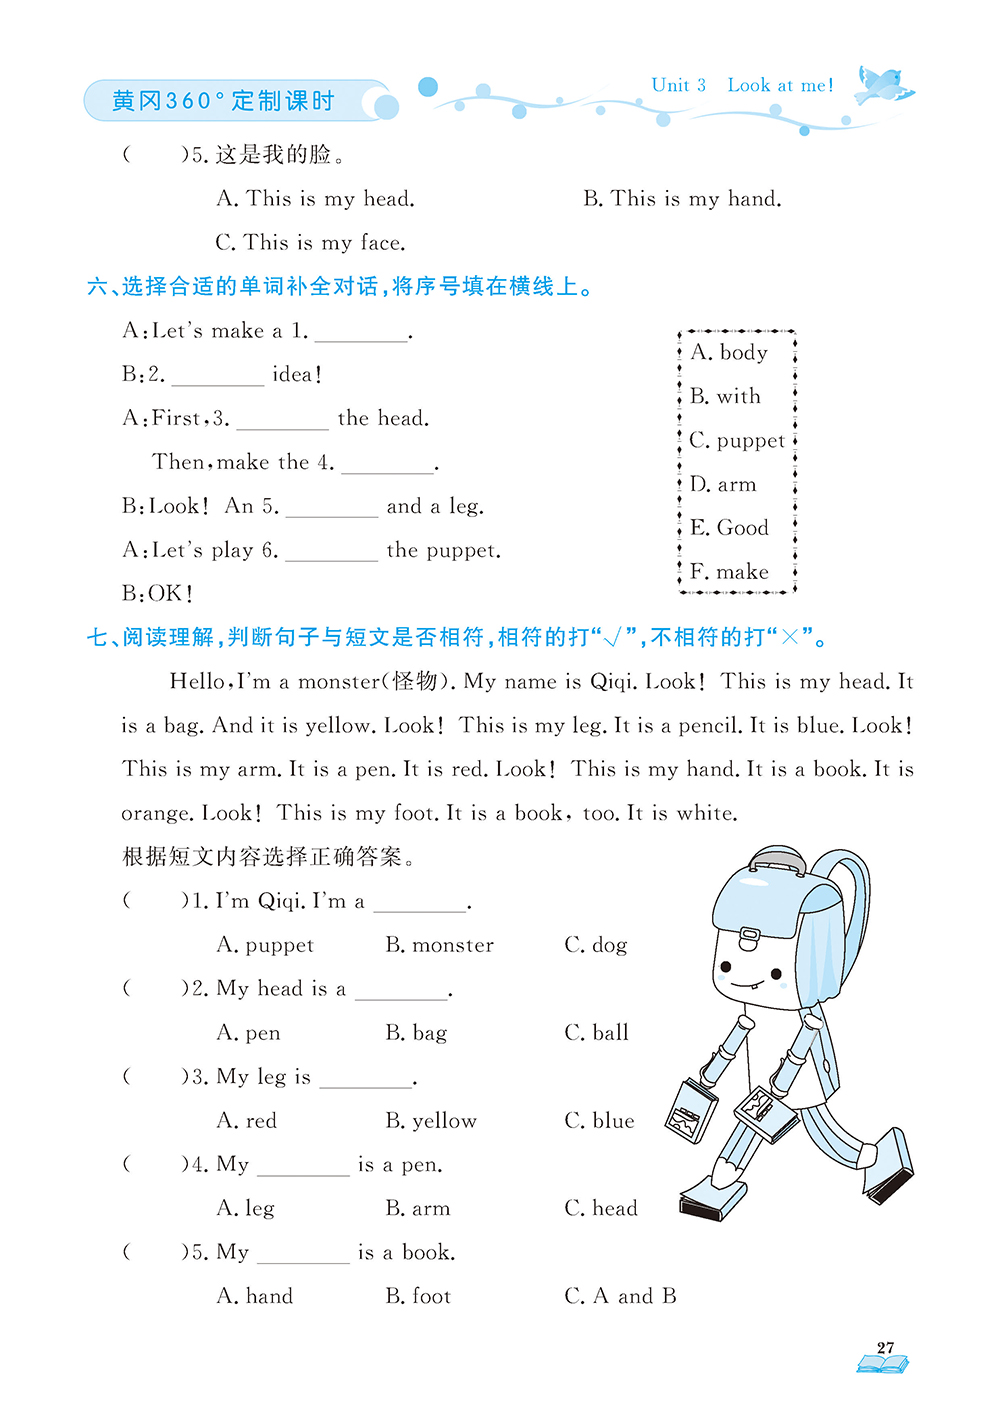 黄冈360°定制课时
Unit 3 Look at me!
( )5. 这是我的脸。
A. This is my head. B. This is my hand.
C. This is my face.
六、选择合适的单词补全对话,将序号填在横线上。
A:Let's make a 1. ________.
B:2. ________ idea!
A:First,3. ________ the head.
Then,make the 4. ________.
B:Look! An 5. ________ and a leg.
A:Let's play 6. ________ the puppet.
B:OK!
A. body
B. with
C. puppet
D. arm
E. Good
F. make
七、阅读理解,判断句子与短文是否相符,相符的打“√”,不相符的打“×”。
Hello,I'm a monster(怪物). My name is Qiqi. Look! This is my head. It
is a bag. And it is yellow. Look! This is my leg. It is a pencil. It is blue. Look!
This is my arm. It is a pen. It is red. Look! This is my hand. It is a book. It is
orange. Look! This is my foot. It is a book, too. It is white.
根据短文内容选择正确答案。
( )1. I'm Qiqi. I'm a ________.
A. puppet B. monster C. dog
( )2. My head is a ________.
A. pen B. bag C. ball
( )3. My leg is ________.
A. red B. yellow C. blue
( )4. My ________ is a pen.
A. leg B. arm C. head
( )5. My ________ is a book.
A. hand B. foot C. A and B
27